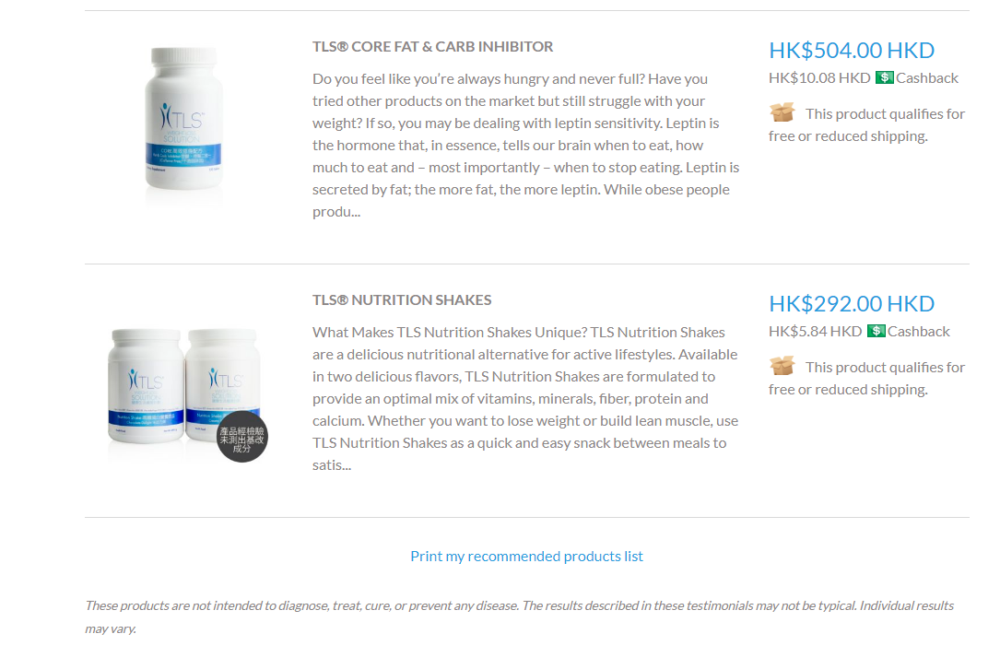 TLS® CORE FAT & CARB INHIBITOR
Do you feel like you're always hungry and never full? Have you
tried other products on the market but still struggle with your
weight? If so, you may be dealing with leptin sensitivity. Leptin is
the hormone that, in essence, tells our brain when to eat, how
much to eat and – most importantly – when to stop eating. Leptin is
secreted by fat; the more fat, the more leptin. While obese people
produ...
HK$504.00 HKD
HK$10.08 HKD Cashback
This product qualifies for
free or reduced shipping.
TLS
WEIGHT LOSS
SOLUTION
TLS® NUTRITION SHAKES
What Makes TLS Nutrition Shakes Unique? TLS Nutrition Shakes
are a delicious nutritional alternative for active lifestyles. Available
in two delicious flavors, TLS Nutrition Shakes are formulated to
provide an optimal mix of vitamins, minerals, fiber, protein and
calcium. Whether you want to lose weight or build lean muscle, use
TLS Nutrition Shakes as a quick and easy snack between meals to
satis...
HK$292.00 HKD
HK$5.84 HKD Cashback
This product qualifies for
free or reduced shipping.
TLS
SOLUTION
Nutrition Shake
TLS
SOLUTION
產品經檢驗
未測出基改
成分
Print my recommended products list
These products are not intended to diagnose, treat, cure, or prevent any disease. The results described in these testimonials may not be typical. Individual results
may vary.